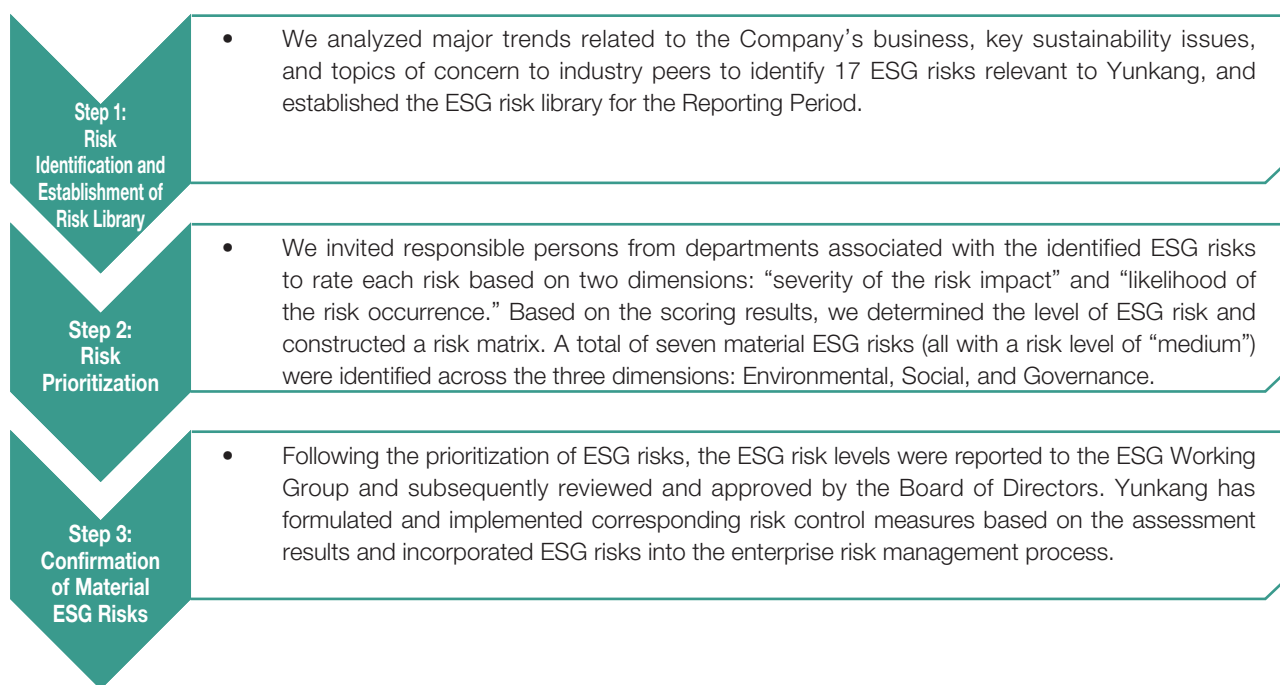 Step 1:
Risk
Identification and
Establishment of
Risk Library
• We analyzed major trends related to the Company’s business, key sustainability issues,
and topics of concern to industry peers to identify 17 ESG risks relevant to Yunkang, and
established the ESG risk library for the Reporting Period.
Step 2:
Risk
Prioritization
• We invited responsible persons from departments associated with the identified ESG risks
to rate each risk based on two dimensions: “severity of the risk impact” and “likelihood of
the risk occurrence.” Based on the scoring results, we determined the level of ESG risk and
constructed a risk matrix. A total of seven material ESG risks (all with a risk level of “medium”)
were identified across the three dimensions: Environmental, Social, and Governance.
Step 3:
Confirmation
of Material
ESG Risks
• Following the prioritization of ESG risks, the ESG risk levels were reported to the ESG Working
Group and subsequently reviewed and approved by the Board of Directors. Yunkang has
formulated and implemented corresponding risk control measures based on the assessment
results and incorporated ESG risks into the enterprise risk management process.